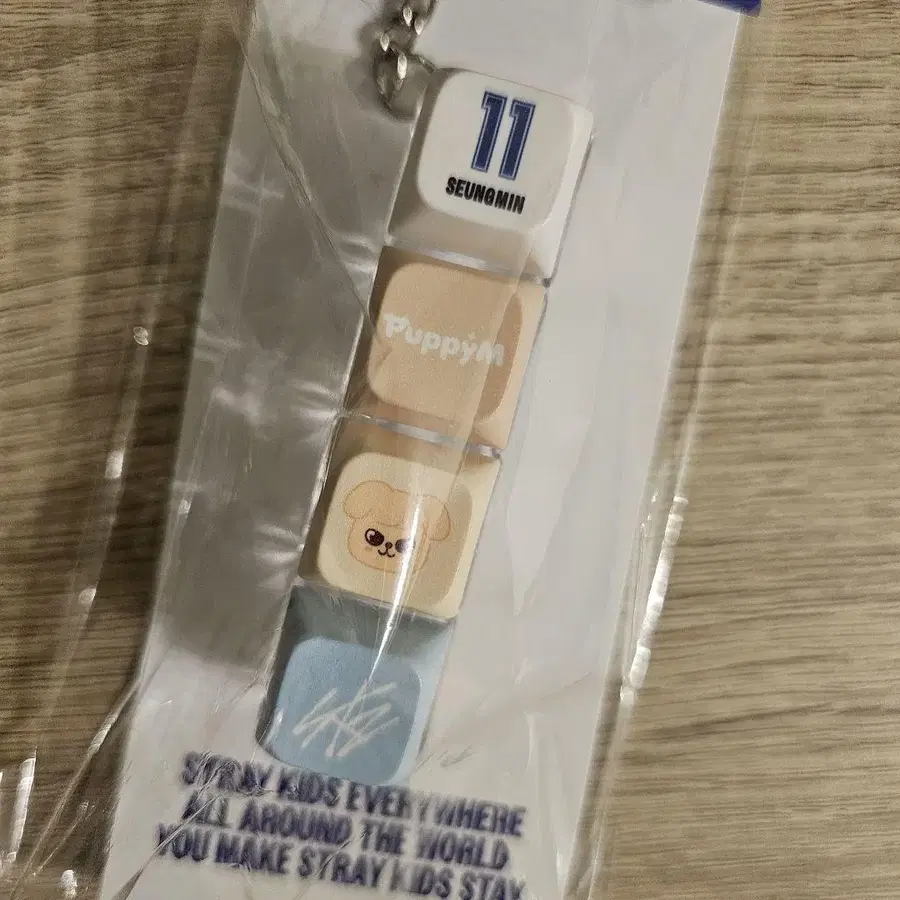 11
SEUNGMIN
PuppyM
STRAY KIDS EVERYWHERE
ALL AROUND THE WORLD
YOU MAKE STRAY KIDS STAY